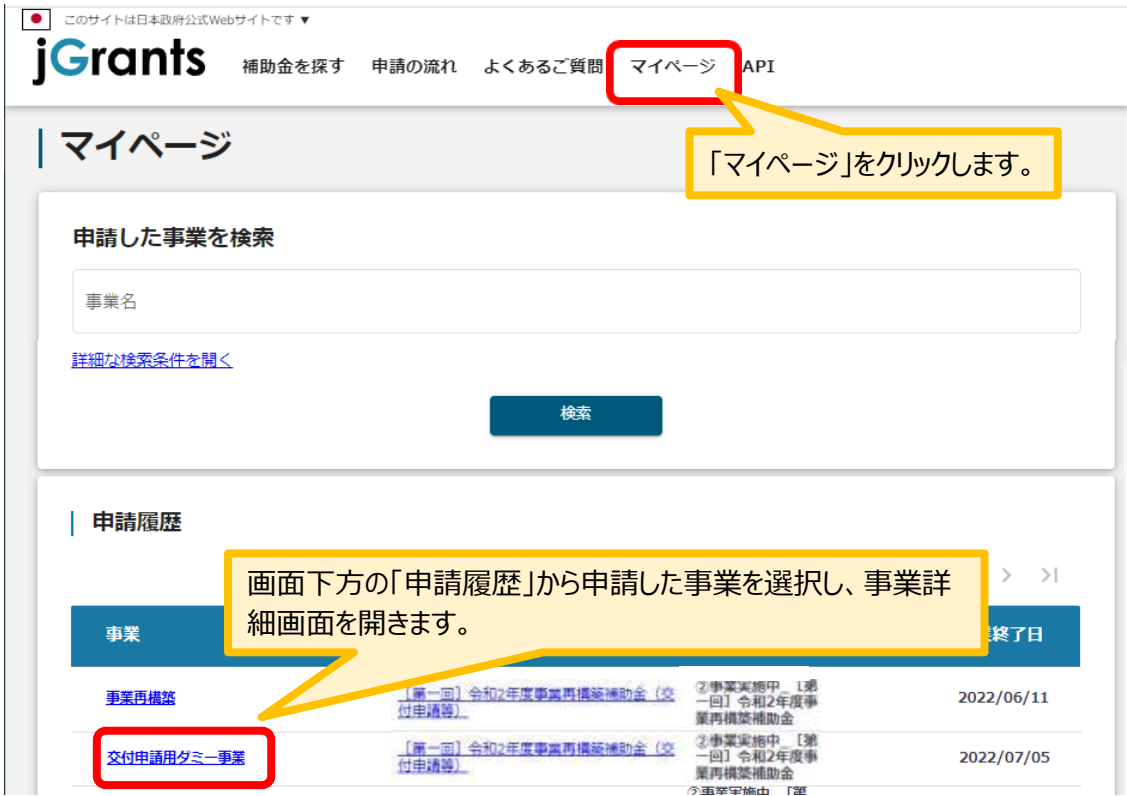 このサイトは日本政府公式Webサイトです ▼
jGrants 補助金を探す 申請の流れ よくあるご質問 マイページ API
マイページ
「マイページ」をクリックします。
申請した事業を検索
事業名
詳細な検索条件を開く
検索
申請履歴
画面下方の「申請履歴」から申請した事業を選択し、事業詳
細画面を開きます。
事業
終了日
事業再構築
［第一回］令和2年度事業再構築補助金（交
付申請等）
②事業実施中_［第
一回］令和2年度事
業再構築補助金
2022/06/11
交付申請用ダミー事業
［第一回］令和2年度事業再構築補助金（交
付申請等）
②事業実施中_［第
一回］令和2年度事
業再構築補助金
2022/07/05
②事業実施中_［第